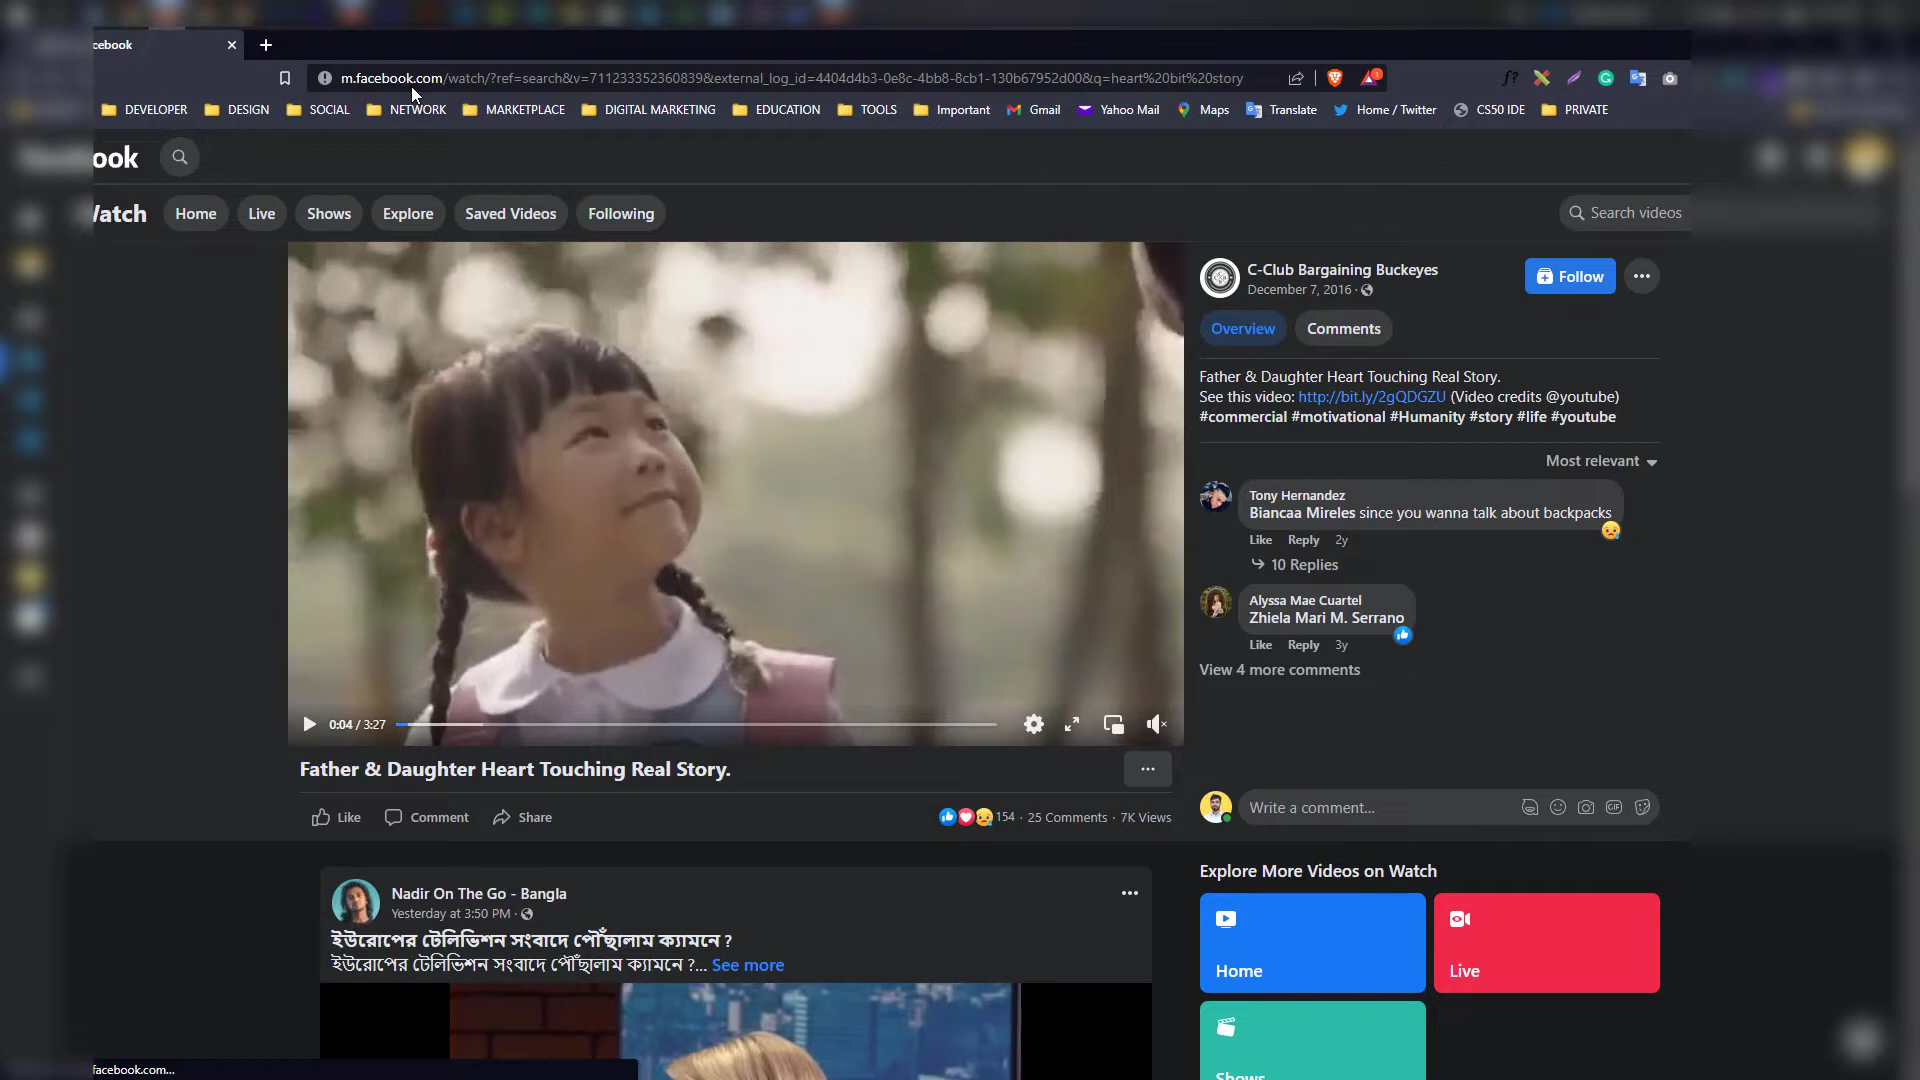 cebook
m.facebook.com/watch/?ref=search&v=711233352360839&external_log_id=4404d4b3-0e8c-4bb8-8cb1-130b67952d00&q=heart%20bit%20story
1
f?
DEVELOPER DESIGN SOCIAL NETWORK MARKETPLACE DIGITAL MARKETING EDUCATION TOOLS Important Gmail Yahoo Mail Maps Translate Home / Twitter CS50 IDE PRIVATE
ook
Watch Home Live Shows Explore Saved Videos Following Search videos
C-Club Bargaining Buckeyes
December 7, 2016 ·
Follow
Overview Comments
Father & Daughter Heart Touching Real Story.
See this video: http://bit.ly/2gQDGZU (Video credits @youtube)
#commercial #motivational #Humanity #story #life #youtube
Most relevant
Tony Hernandez
Biancaa Mireles since you wanna talk about backpacks
Like Reply 2y
10 Replies
Alyssa Mae Cuartel
Zhiela Mari M. Serrano
Like Reply 3y
View 4 more comments
0:04 / 3:27
Father & Daughter Heart Touching Real Story.
Like Comment Share 154 · 25 Comments · 7K Views
Write a comment...
GIF
Nadir On The Go - Bangla
Yesterday at 3:50 PM ·
ইউরোপের টেলিভিশন সংবাদে পৌঁছালাম ক্যামনে ?
ইউরোপের টেলিভিশন সংবাদে পৌঁছালাম ক্যামনে ?... See more
Explore More Videos on Watch
Home
Live
Shows
facebook.com...